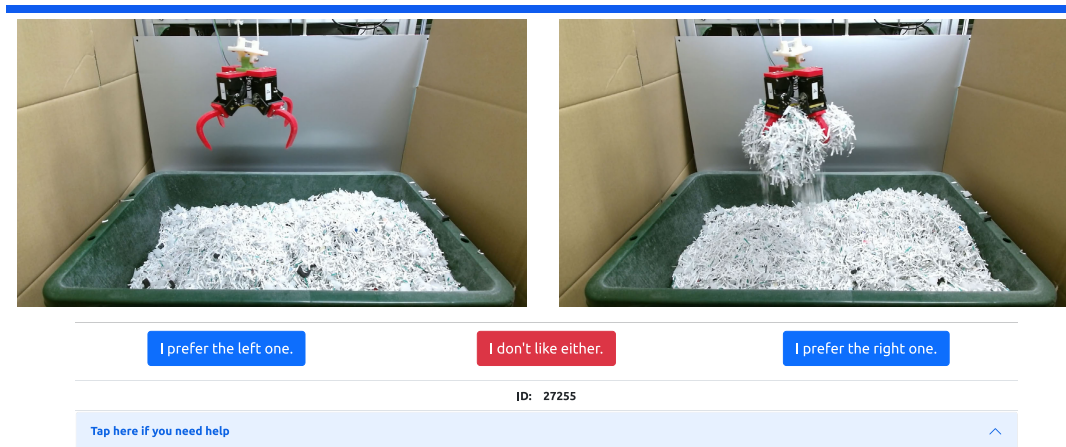 I prefer the left one.
I don't like either.
I prefer the right one.
ID: 27255
Tap here if you need help